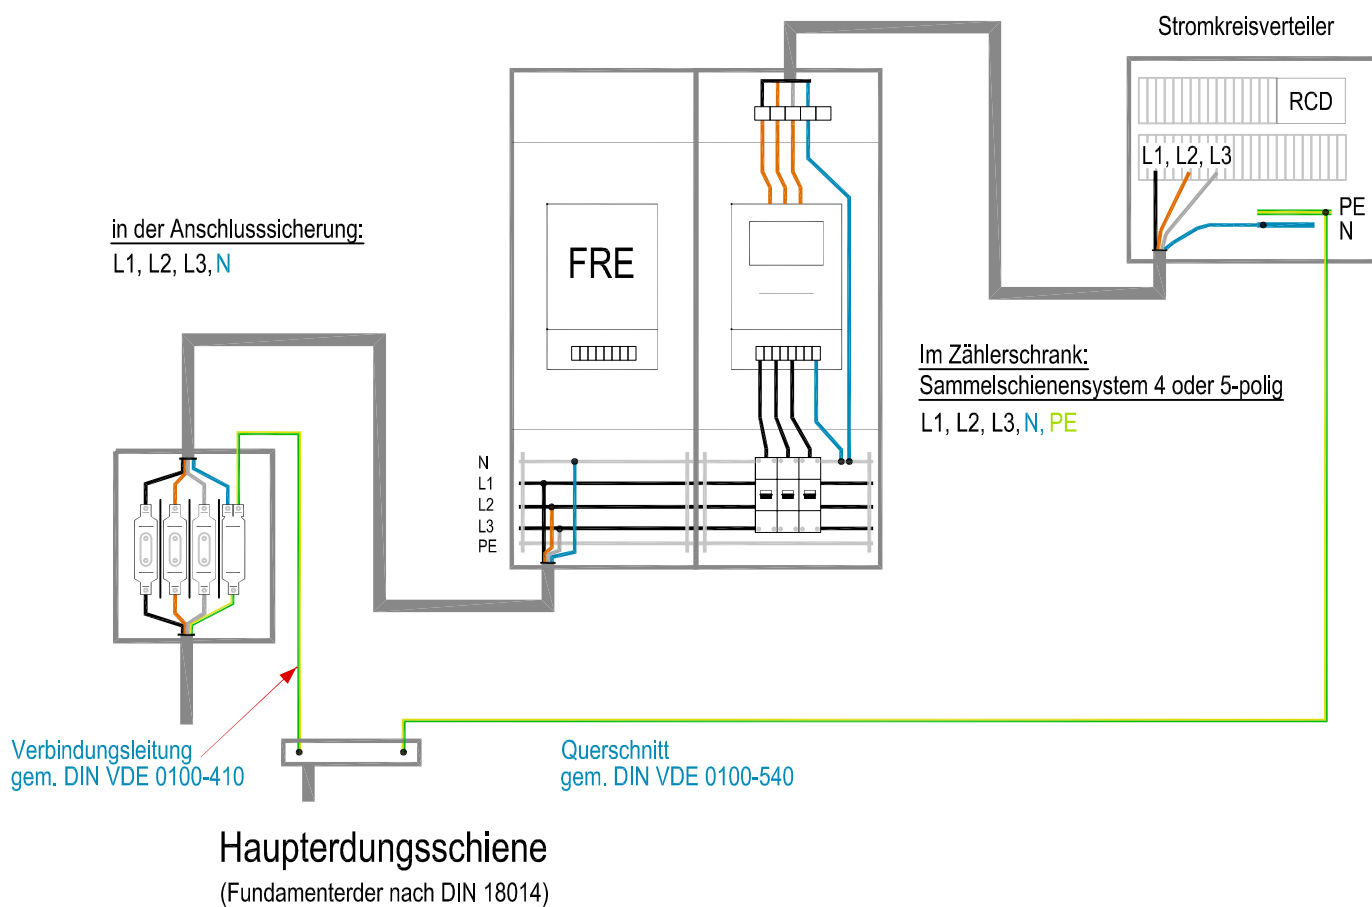 Stromkreisverteiler
RCD
L1, L2, L3
PE
N
in der Anschlusssicherung:
L1, L2, L3, N
FRE
Im Zählerschrank:
Sammelschienensystem 4 oder 5-polig
L1, L2, L3, N, PE
N
L1
L2
L3
PE
Verbindungsleitung
gem. DIN VDE 0100-410
Querschnitt
gem. DIN VDE 0100-540
Haupterdungsschiene
(Fundamenterder nach DIN 18014)